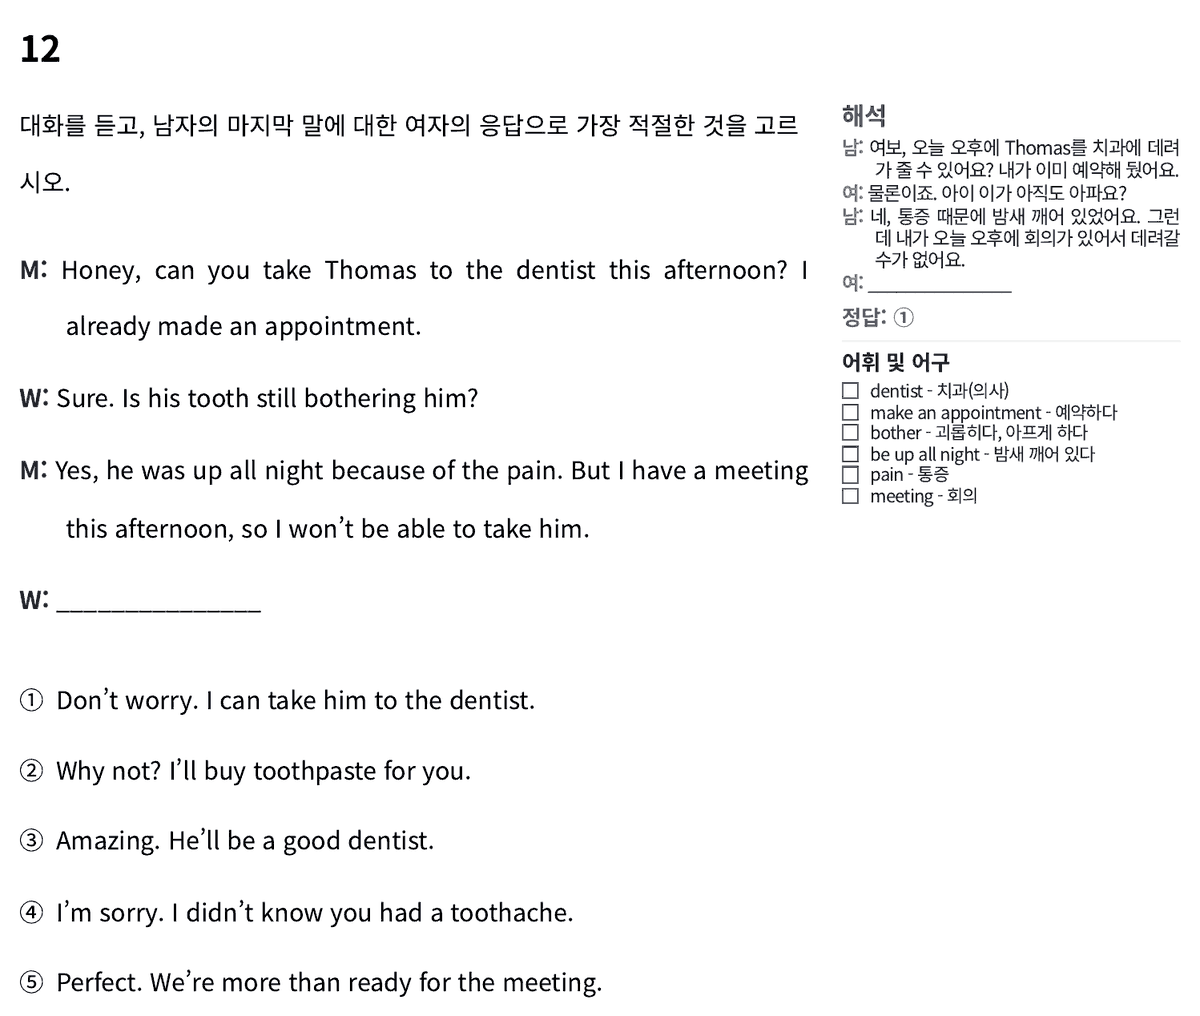 12
대화를 듣고, 남자의 마지막 말에 대한 여자의 응답으로 가장 적절한 것을 고르
시오.
M: Honey, can you take Thomas to the dentist this afternoon? I
already made an appointment.
W: Sure. Is his tooth still bothering him?
M: Yes, he was up all night because of the pain. But I have a meeting
this afternoon, so I won’t be able to take him.
W: _______________
① Don’t worry. I can take him to the dentist.
② Why not? I’ll buy toothpaste for you.
③ Amazing. He’ll be a good dentist.
④ I’m sorry. I didn’t know you had a toothache.
⑤ Perfect. We’re more than ready for the meeting.
해석
남: 여보, 오늘 오후에 Thomas를 치과에 데려
가 줄 수 있어요? 내가 이미 예약해 뒀어요.
여: 물론이죠. 아이 이가 아직도 아파요?
남: 네, 통증 때문에 밤새 깨어 있었어요. 그런
데 내가 오늘 오후에 회의가 있어서 데려갈
수가 없어요.
여: _______________
정답: ①
어휘 및 어구
□ dentist - 치과(의사)
□ make an appointment - 예약하다
□ bother - 괴롭히다, 아프게 하다
□ be up all night - 밤새 깨어 있다
□ pain - 통증
□ meeting - 회의